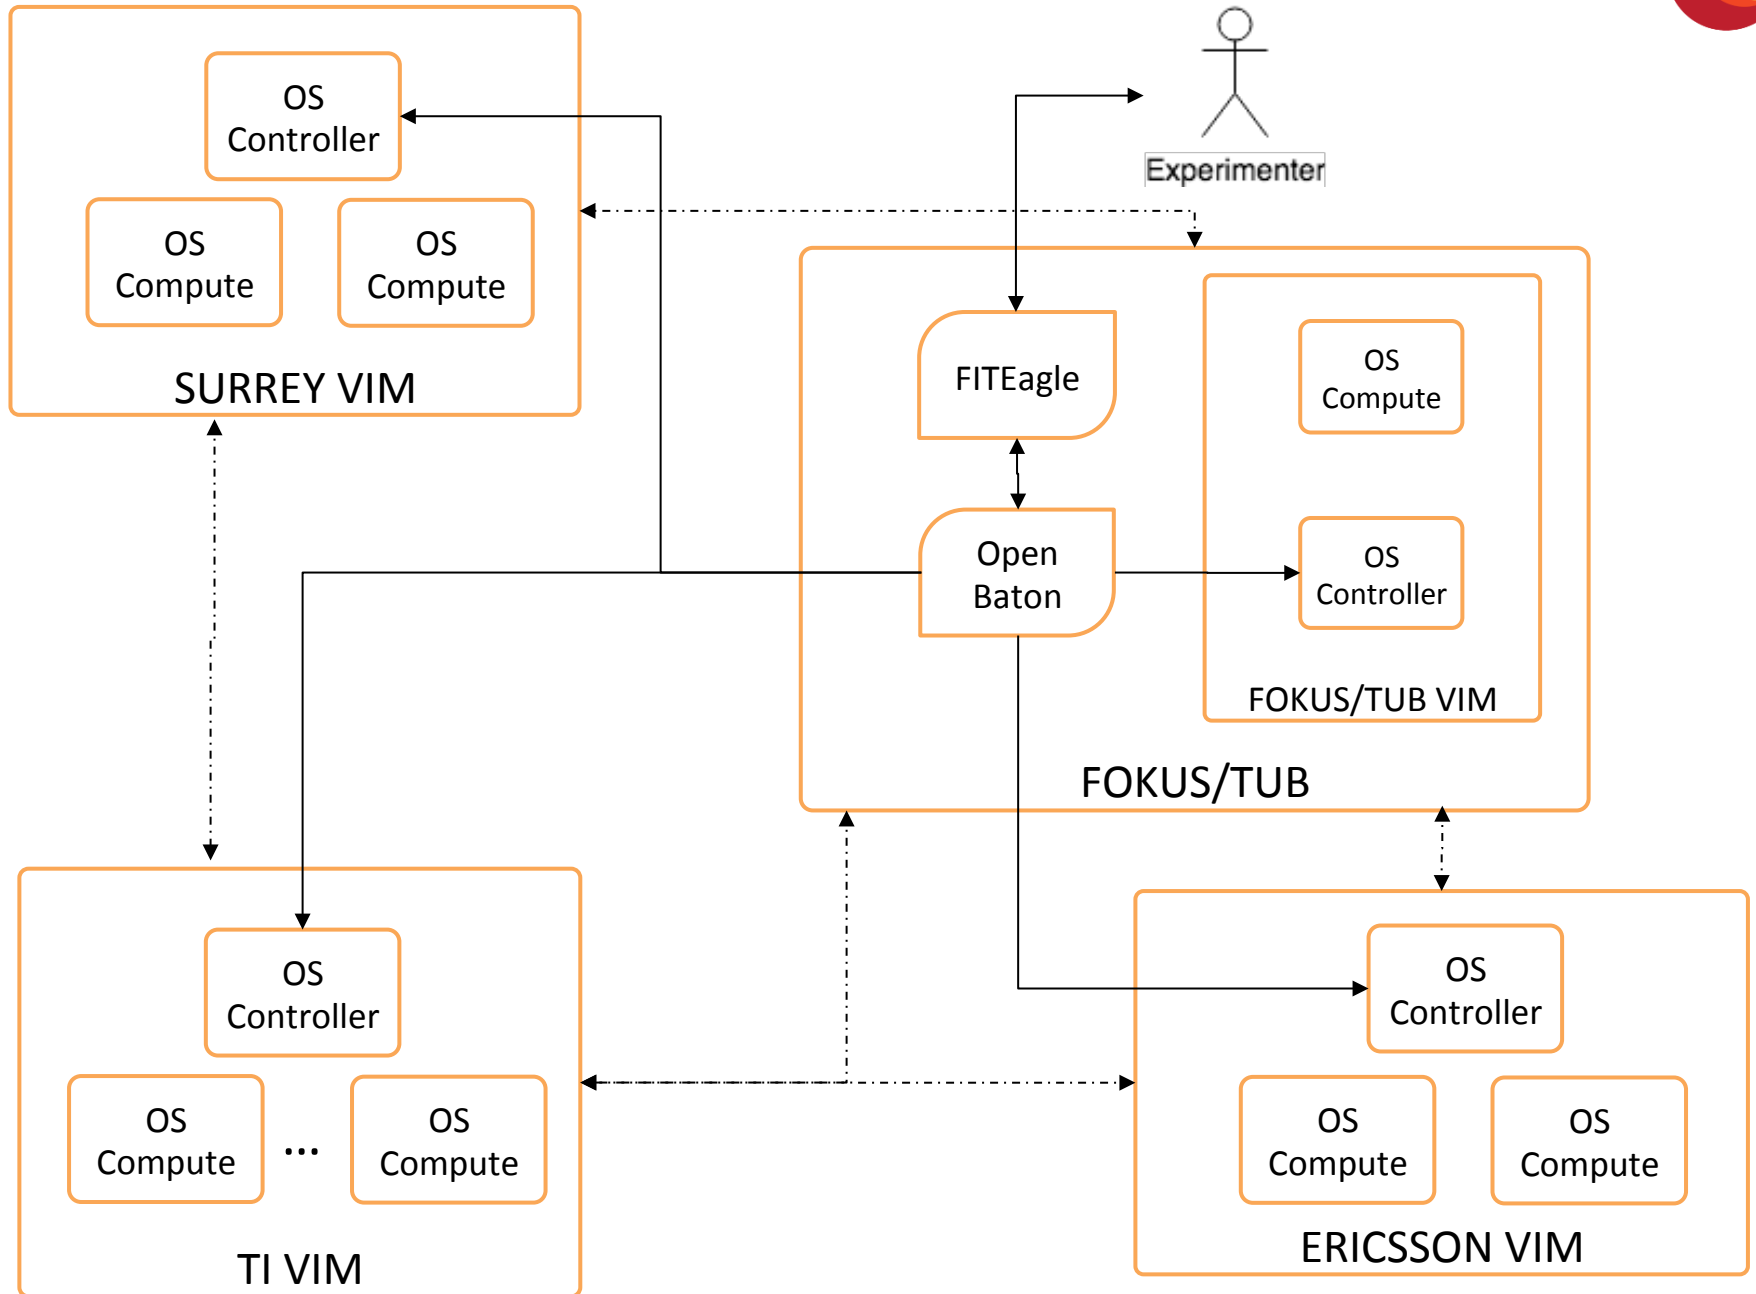 OS
Controller
OS
Compute
OS
Compute
SURREY VIM
Experimenter
FITEagle
Open
Baton
OS
Compute
OS
Controller
FOKUS/TUB VIM
FOKUS/TUB
OS
Controller
OS
Compute
...
OS
Compute
TI VIM
OS
Controller
OS
Compute
OS
Compute
ERICSSON VIM